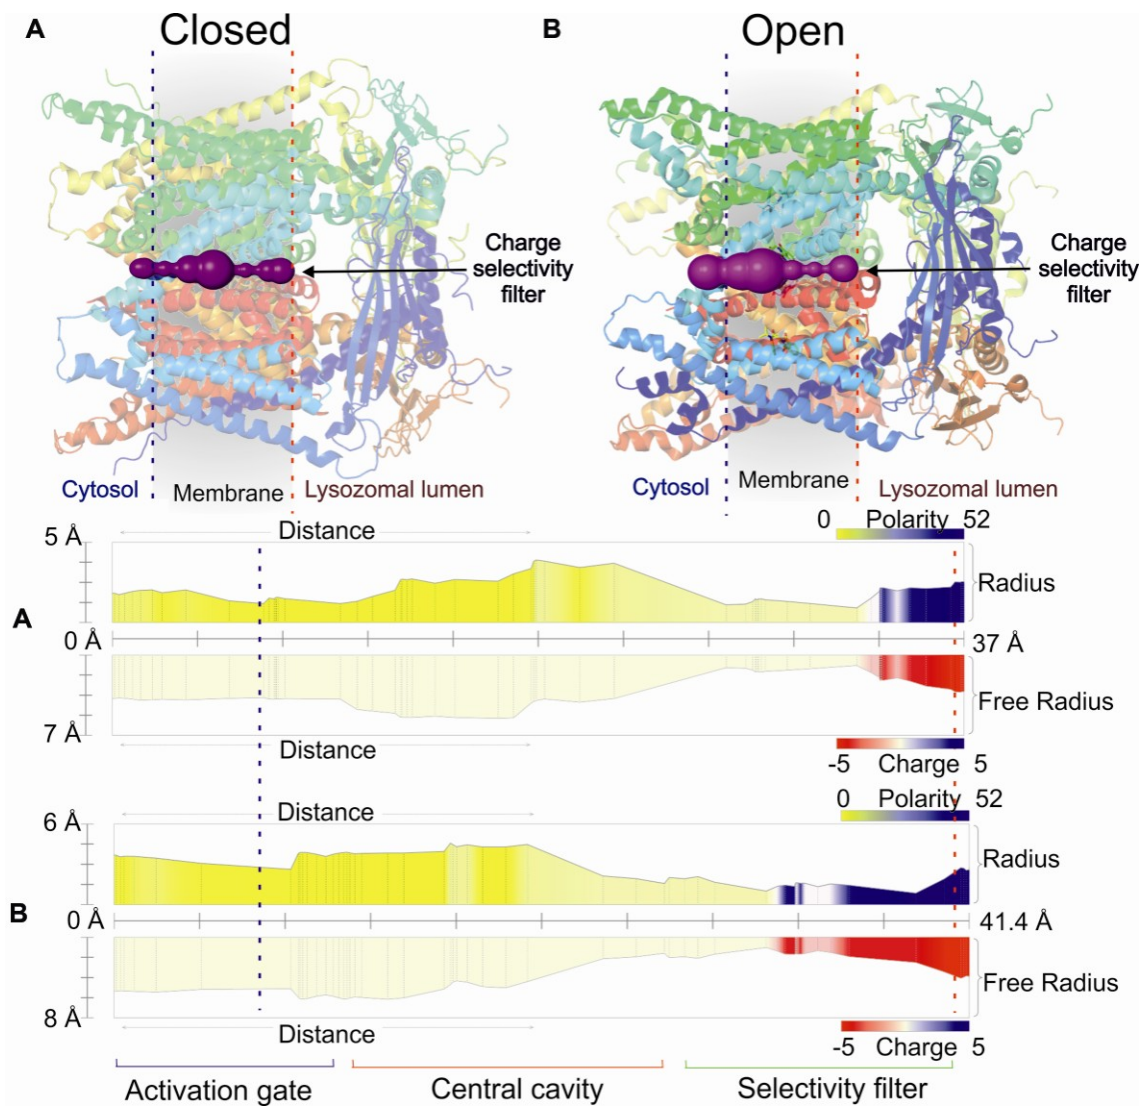 A
Closed
B
Open
Charge
selectivity
filter
Charge
selectivity
filter
Cytosol
Membrane
Lysozomal lumen
Cytosol
Membrane
Lysozomal lumen
5 Å
Distance
0 Polarity 52
Radius
A
0 Å
37 Å
Free Radius
7 Å
Distance
-5 Charge 5
0 Polarity 52
Distance
6 Å
Radius
B
0 Å
41.4 Å
Free Radius
8 Å
Distance
-5 Charge 5
Activation gate
Central cavity
Selectivity filter